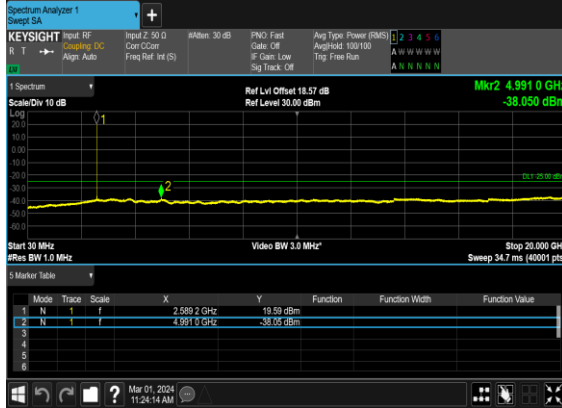 Spectrum Analyzer 1
Swept SA
+
KEYSIGHT Input: RF Input Z: 50 Ω #Atten: 30 dB PNO: Fast Avg Type: Power (RMS) 1 2 3 4 5 6
R T Coupling: DC Corr CCorr Gate: Off Avg|Hold: 100/100 A W W W W W
Align: Auto Freq Ref: Int (S) IF Gain: Low Trig: Free Run
Sig Track: Off A N N N N N
1 Spectrum Ref Lvl Offset 18.57 dB Mkr2 4.991 0 GHz
Scale/Div 10 dB Ref Level 30.00 dBm -38.050 dBm
Log
20.0
10.0
0.00
-10.0
-20.0
-30.0
-40.0
-50.0
-60.0
1
2
DL1 -25.00 dBm
Start 30 MHz Video BW 3.0 MHz* Stop 20.000 GHz
#Res BW 1.0 MHz Sweep 34.7 ms (40001 pts)
5 Marker Table
Mode Trace Scale X Y Function Function Width Function Value
1 N 1 f 2.589 2 GHz 19.59 dBm
2 N 1 f 4.991 0 GHz -38.05 dBm
3
4
5
6
? Mar 01, 2024
11:24:14 AM